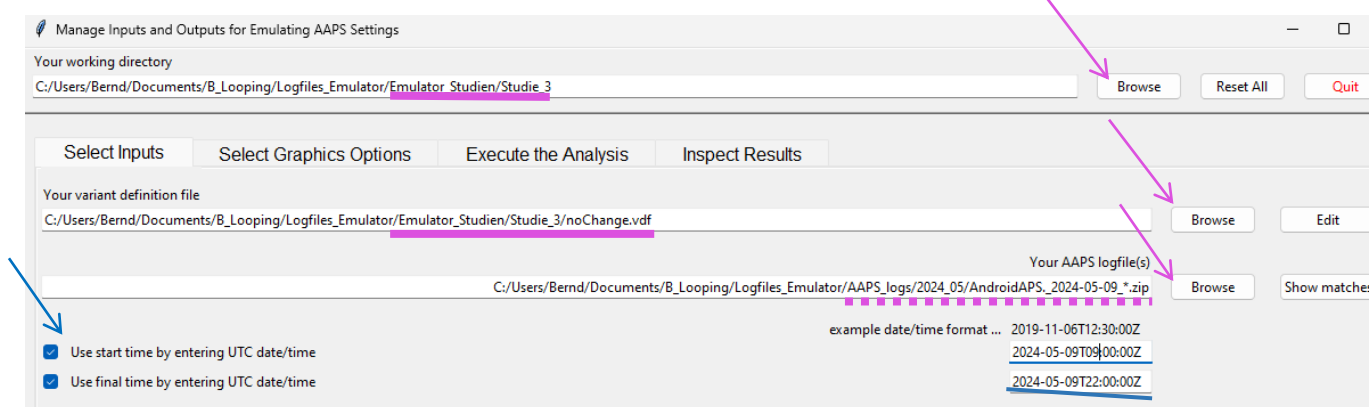 Manage Inputs and Outputs for Emulating AAPS Settings
Your working directory
C:/Users/Bernd/Documents/B_Looping/Logfiles_Emulator/Emulator_Studien/Studie_3 Browse Reset All Quit
Select Inputs Select Graphics Options Execute the Analysis Inspect Results
Your variant definition file
C:/Users/Bernd/Documents/B_Looping/Logfiles_Emulator/Emulator_Studien/Studie_3/noChange.vdf Browse Edit
Your AAPS logfile(s)
C:/Users/Bernd/Documents/B_Looping/Logfiles_Emulator/AAPS_logs/2024_05/AndroidAPS._2024-05-09_*.zip Browse Show matches
example date/time format ... 2019-11-06T12:30:00Z
Use start time by entering UTC date/time 2024-05-09T09:00:00Z
Use final time by entering UTC date/time 2024-05-09T22:00:00Z